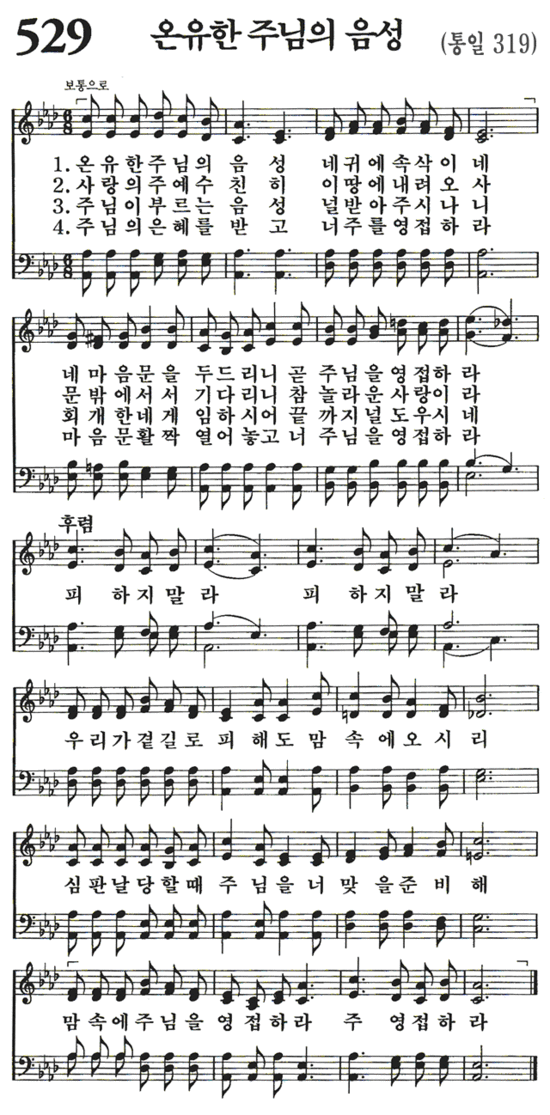 529 온유한 주님의 음성 (통일 319)
보통으로
1. 온유한주님의 음성 네귀에속삭이네
2. 사랑의주예수 친히 이땅에내려오사
3. 주님이부르는 음성 널받아주시나니
4. 주님의은혜를 받고 너주를영접하라
네 마음문을 두드리니 곧 주님을영접하 라
문 밖에서서 기다리니 참 놀라운사랑이 라
회 개한네게 임하시어 끝 까지널도우시 네
마 음문활짝 열어놓고 너 주님을영접하 라
후렴
피 하지말라 피 하지말라
우리가곁길로 피해도 맘 속에오시리
심판날당할때 주님을너 맞을준비해
맘속에주님을 영접하라 주 영접하라